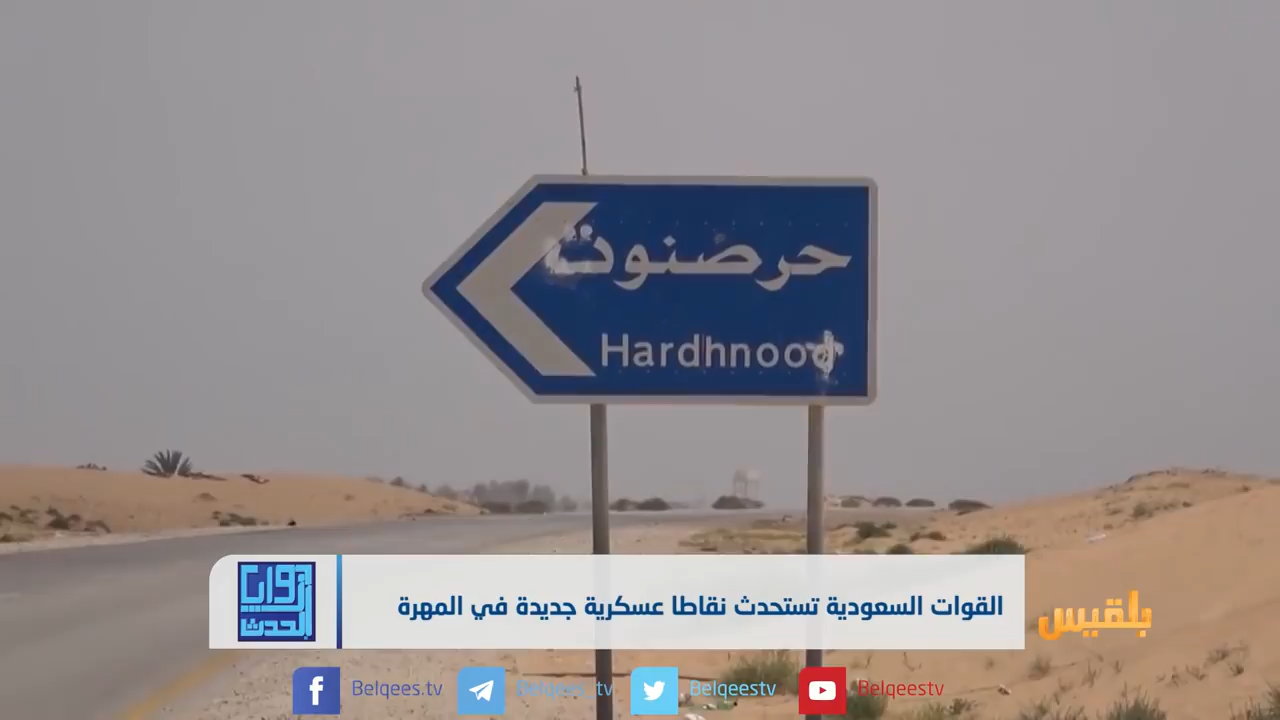 حرضنوت
Hardhnood
القوات السعودية تستحدث نقاطا عسكرية جديدة في المهرة
زوايا الحدث
بلقيس
Belqees.tv
Belqees.tv
Belqeestv
Belqeestv